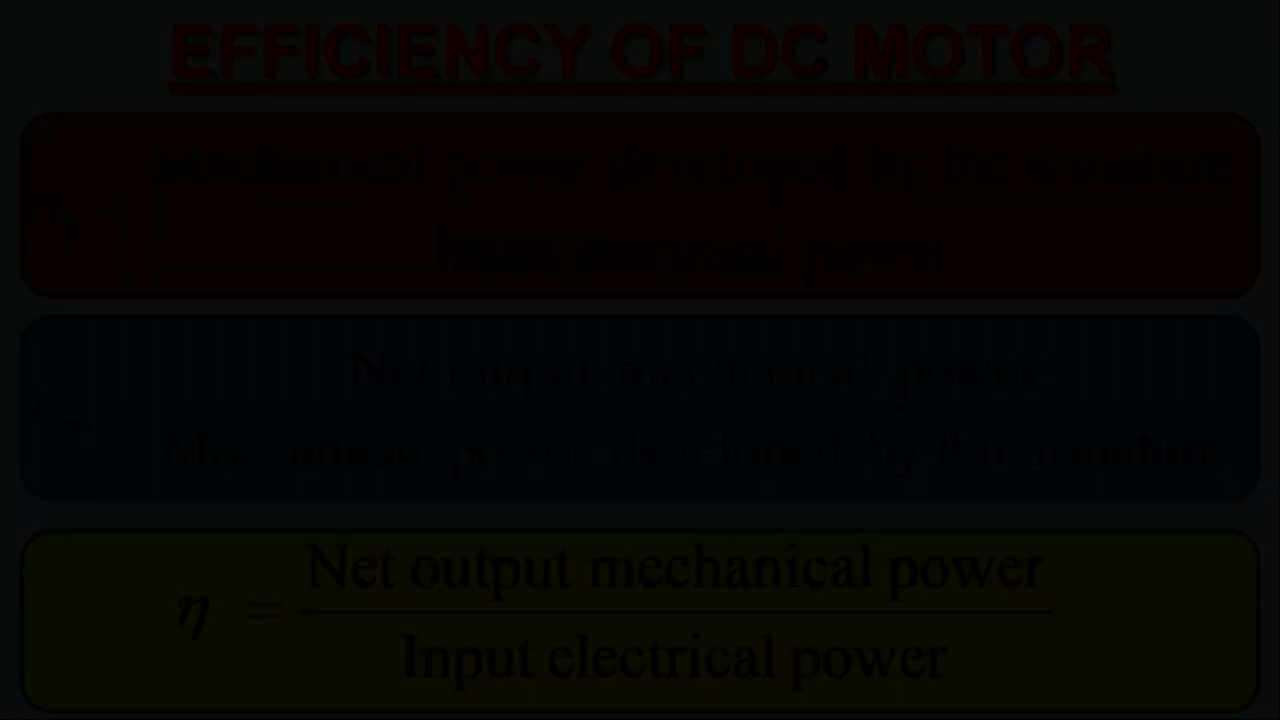 EFFICIENCY OF DC MOTOR
Mechanical power developed by the armature
Input electrical power
Net output mechanical power
Mechanical power developed by the armature
Net output mechanical power
η =
Input electrical power